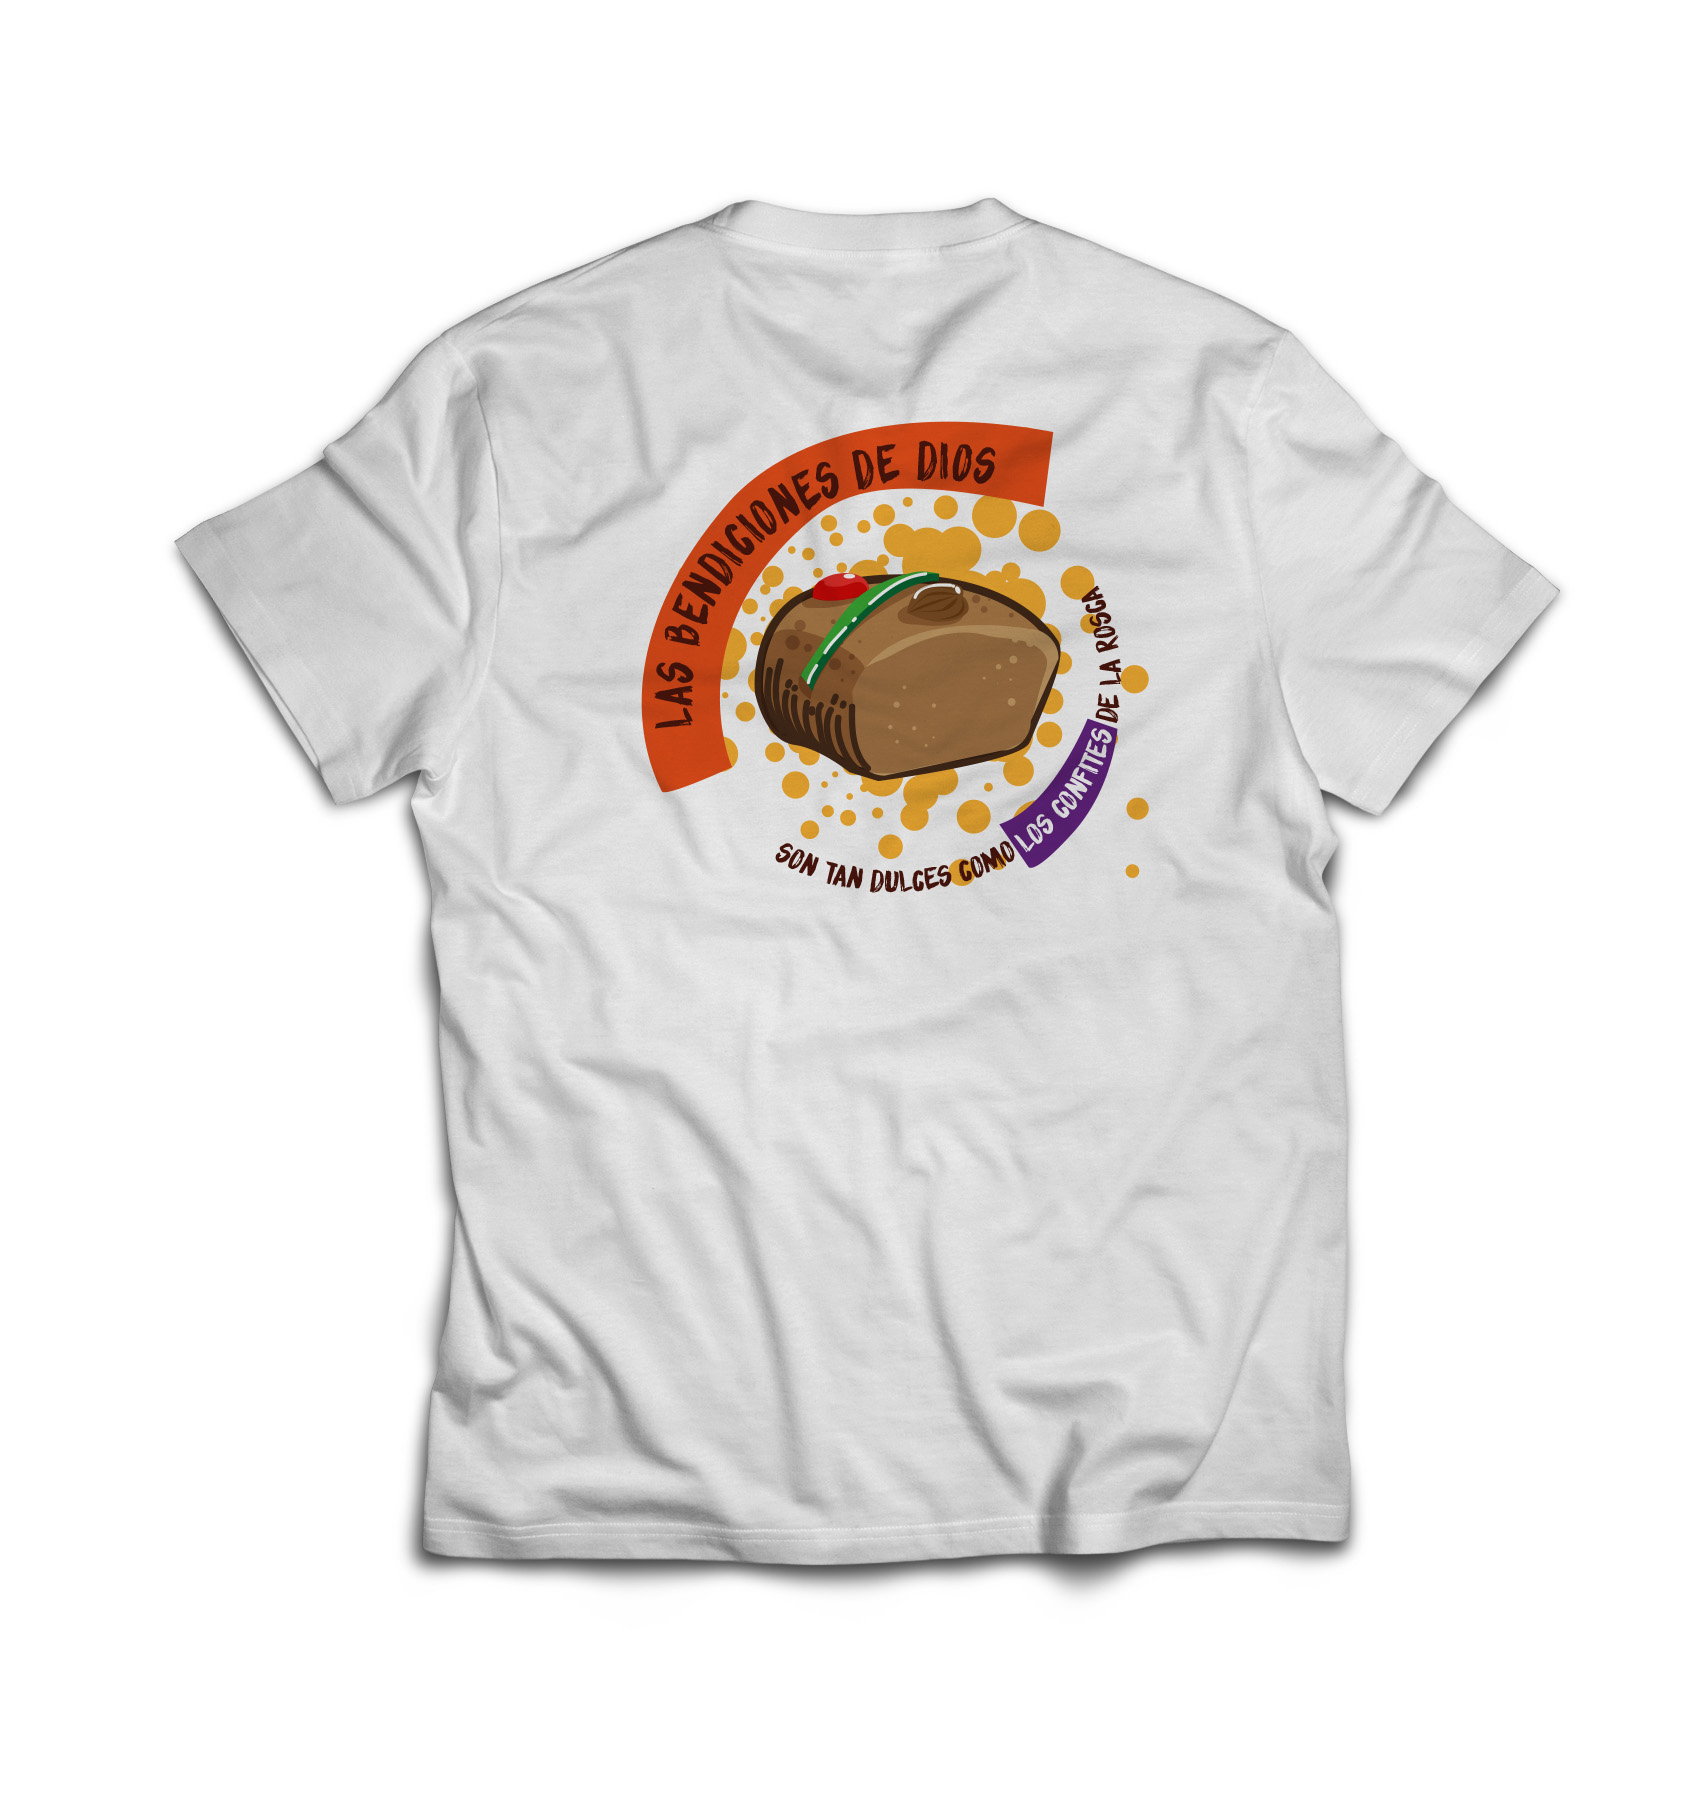 LAS BENDICIONES DE DIOS
SON TAN DULCES COMO LOS CONFITES DE LA ROSCA